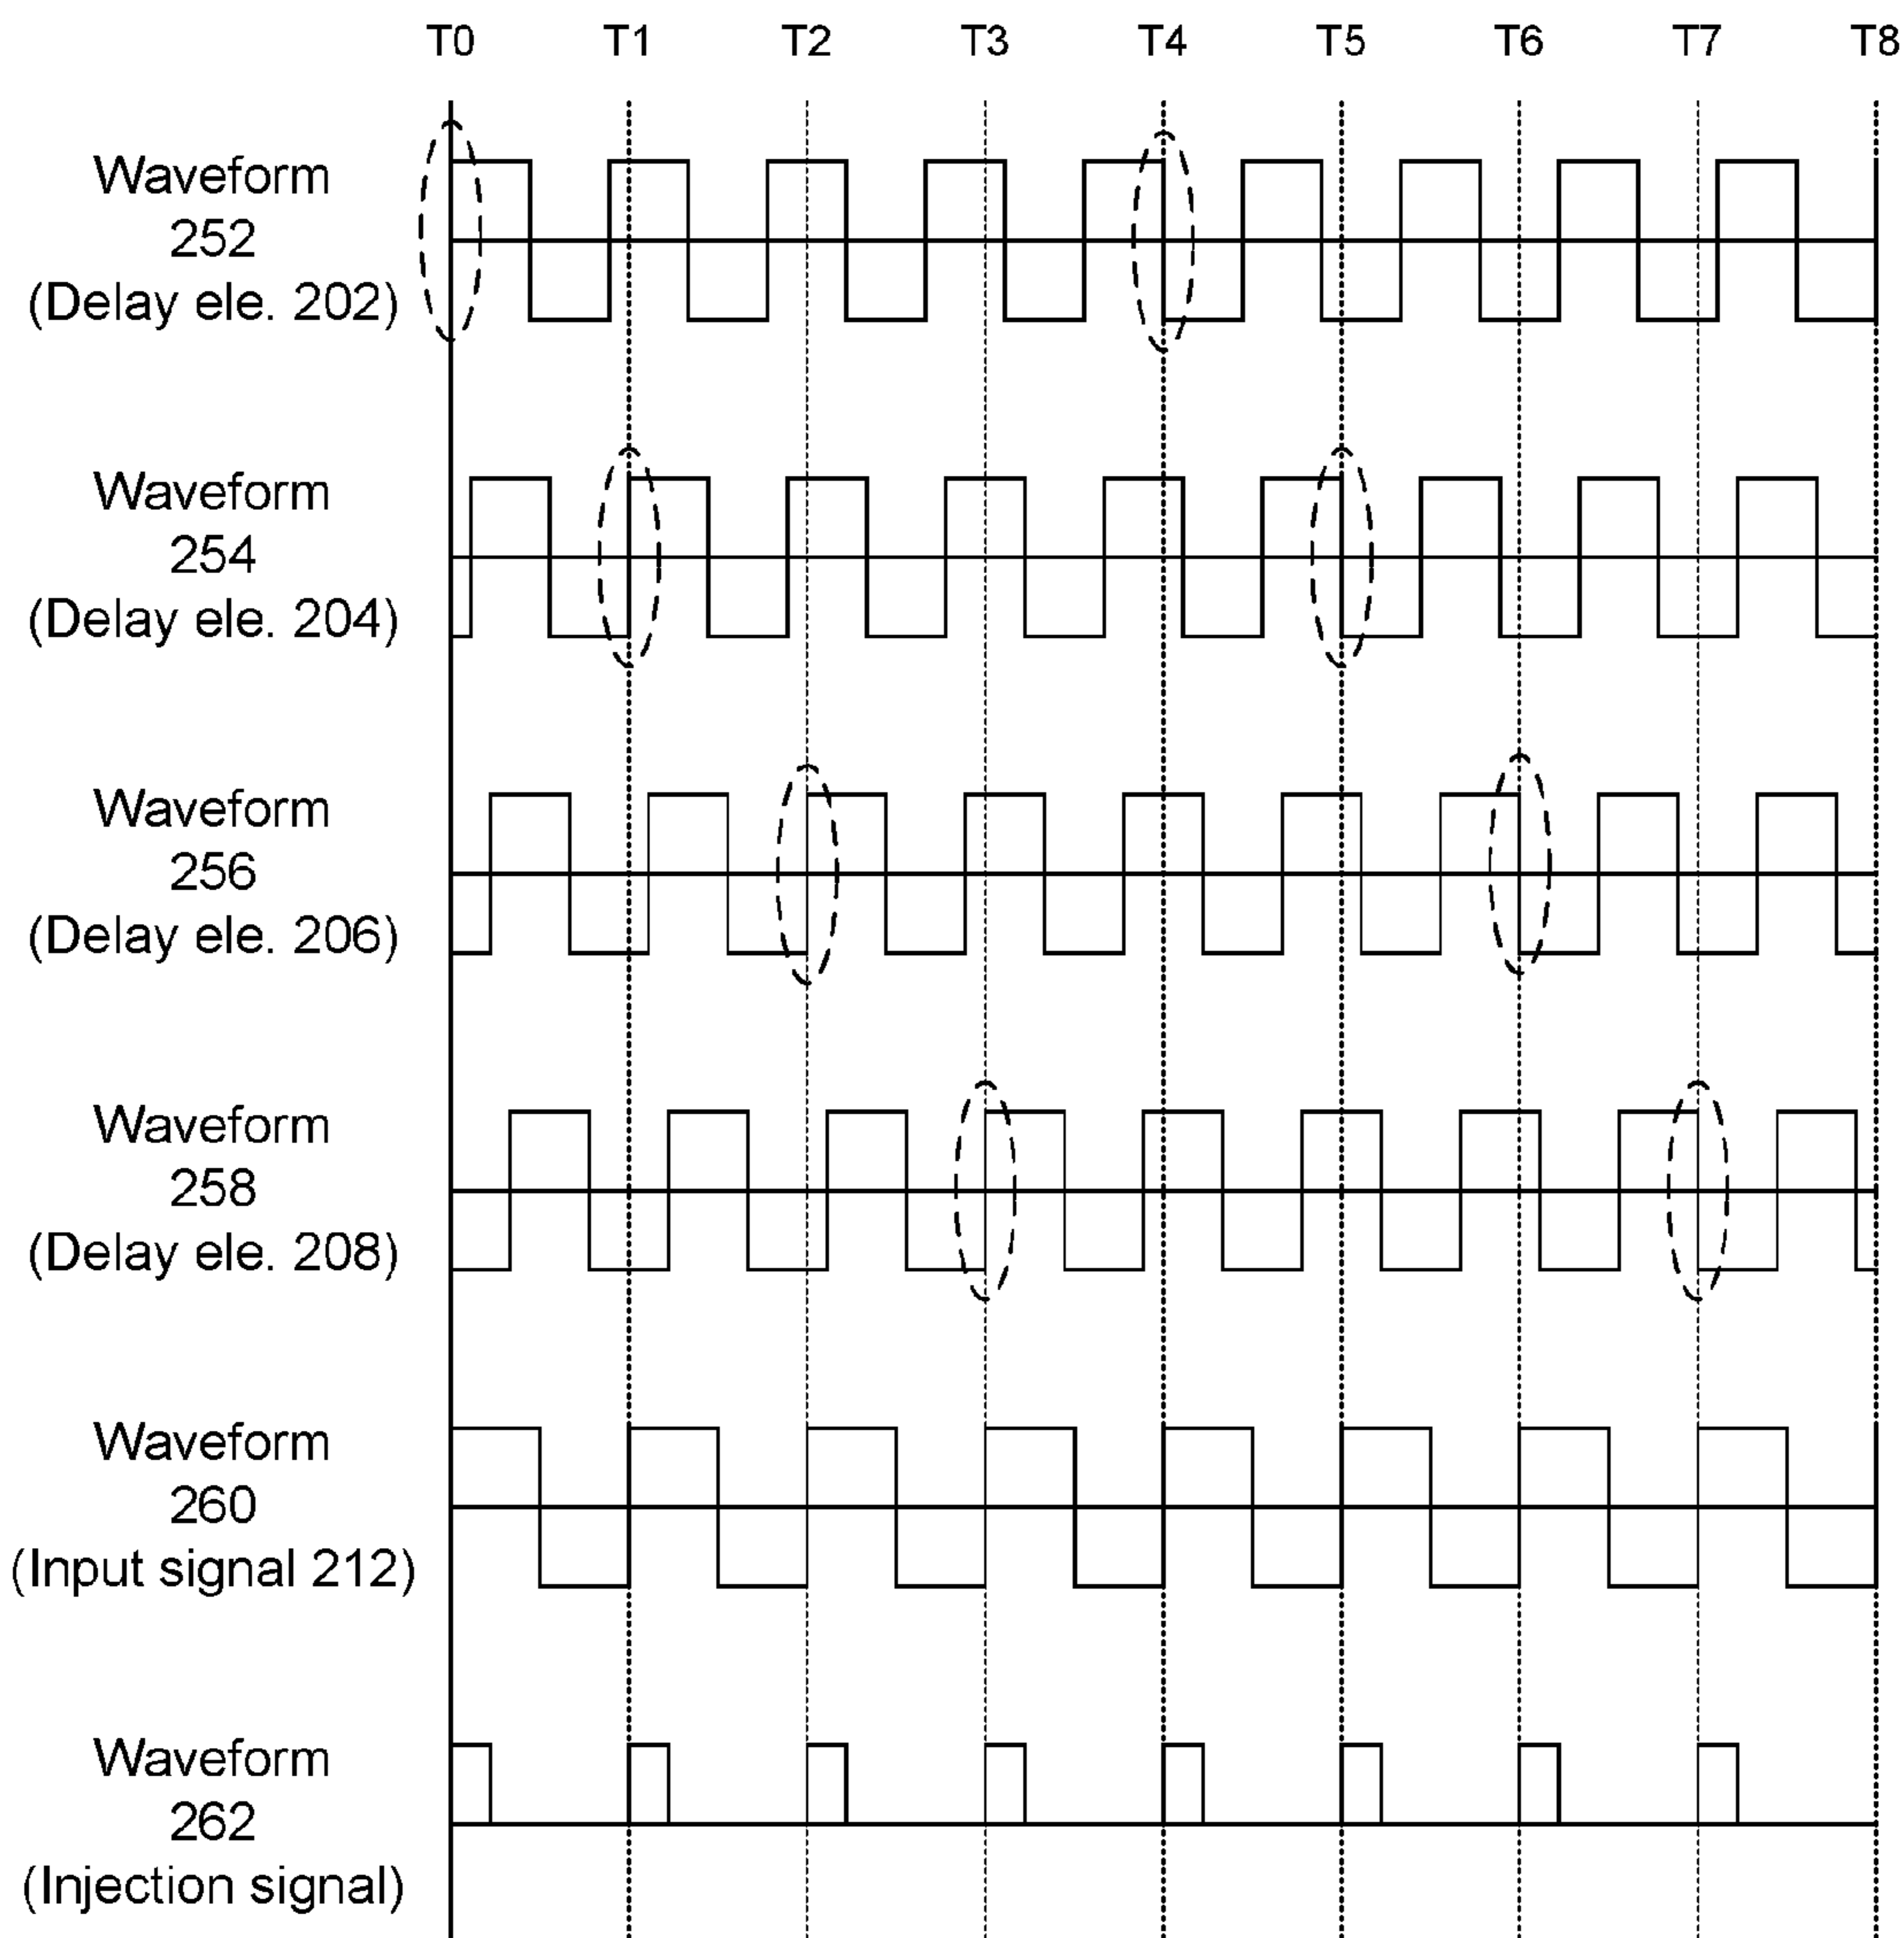 T0 T1 T2 T3 T4 T5 T6 T7 T8
Waveform
252
(Delay ele. 202)
Waveform
254
(Delay ele. 204)
Waveform
256
(Delay ele. 206)
Waveform
258
(Delay ele. 208)
Waveform
260
(Input signal 212)
Waveform
262
(Injection signal)